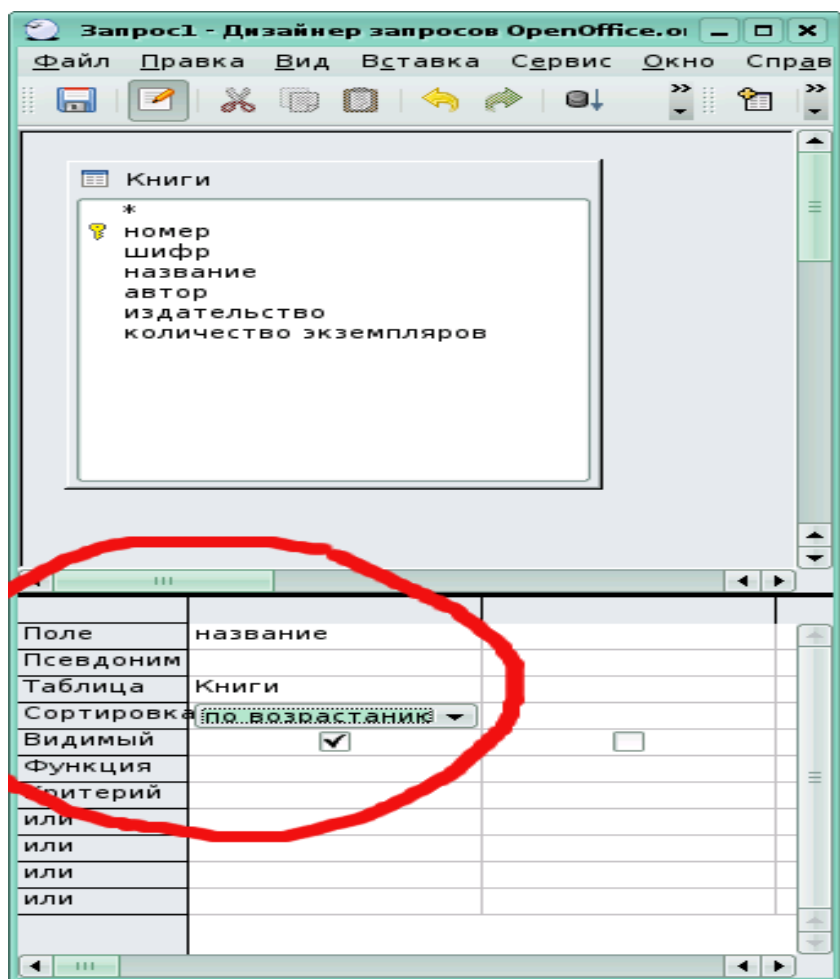 Запрос1 - Дизайнер запросов OpenOffice.o
Файл Правка Вид Вставка Сервис Окно Справ
Книги
*
номер
шифр
название
автор
издательство
количество экземпляров
Поле название
Псевдоним
Таблица Книги
Сортировка по возрастанию
Видимый
Функция
Критерий
или
или
или
или